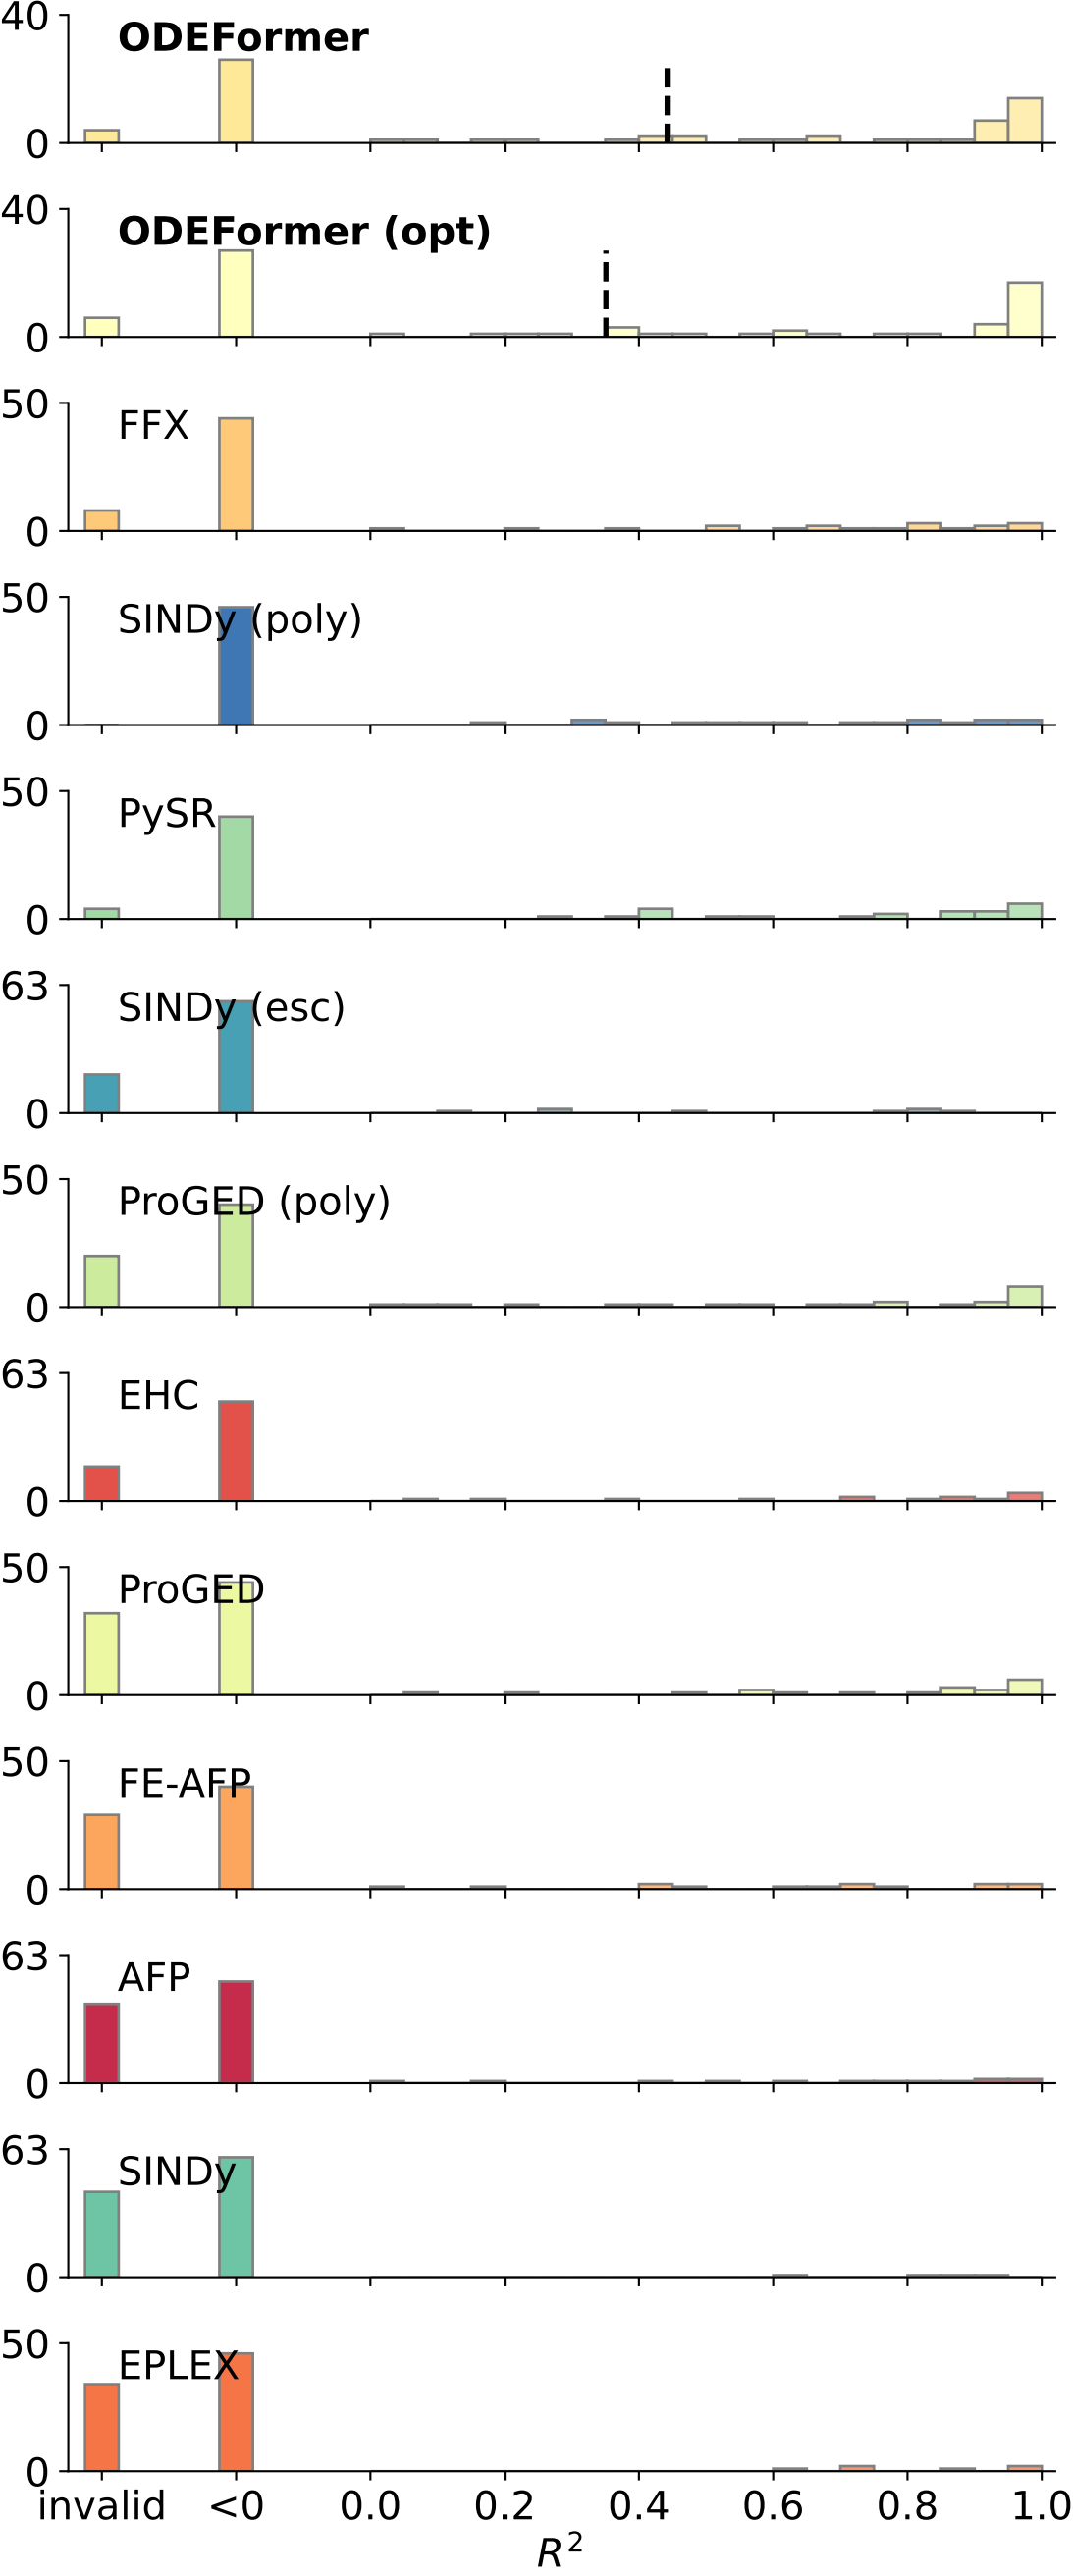 40
ODEFormer
0
40
ODEFormer (opt)
0
50
FFX
0
50
SINDy (poly)
0
50
PySR
0
63
SINDy (esc)
0
50
ProGED (poly)
0
63
EHC
0
50
ProGED
0
50
FE-AFP
0
63
AFP
0
63
SINDy
0
50
EPLEX
0
invalid <0 0.0 0.2 0.4 0.6 0.8 1.0
R²